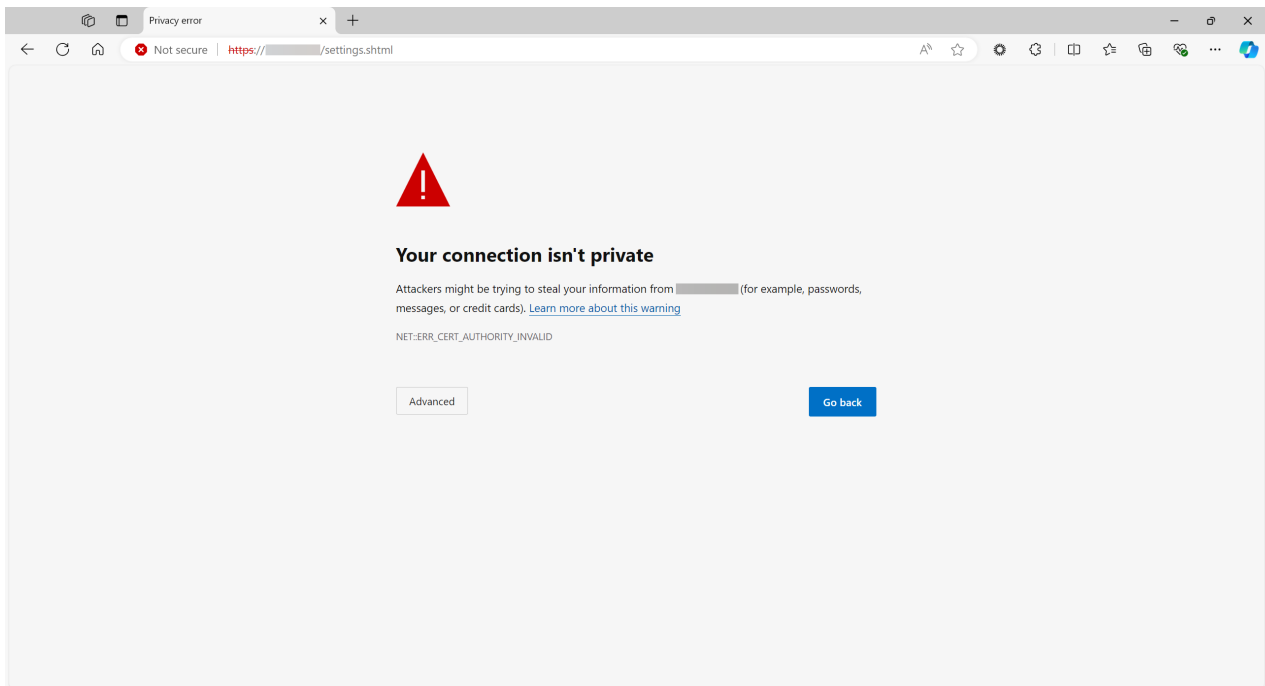 Privacy error
Not secure https:// /settings.shtml
Your connection isn't private
Attackers might be trying to steal your information from (for example, passwords,
messages, or credit cards). Learn more about this warning
NET::ERR_CERT_AUTHORITY_INVALID
Advanced
Go back